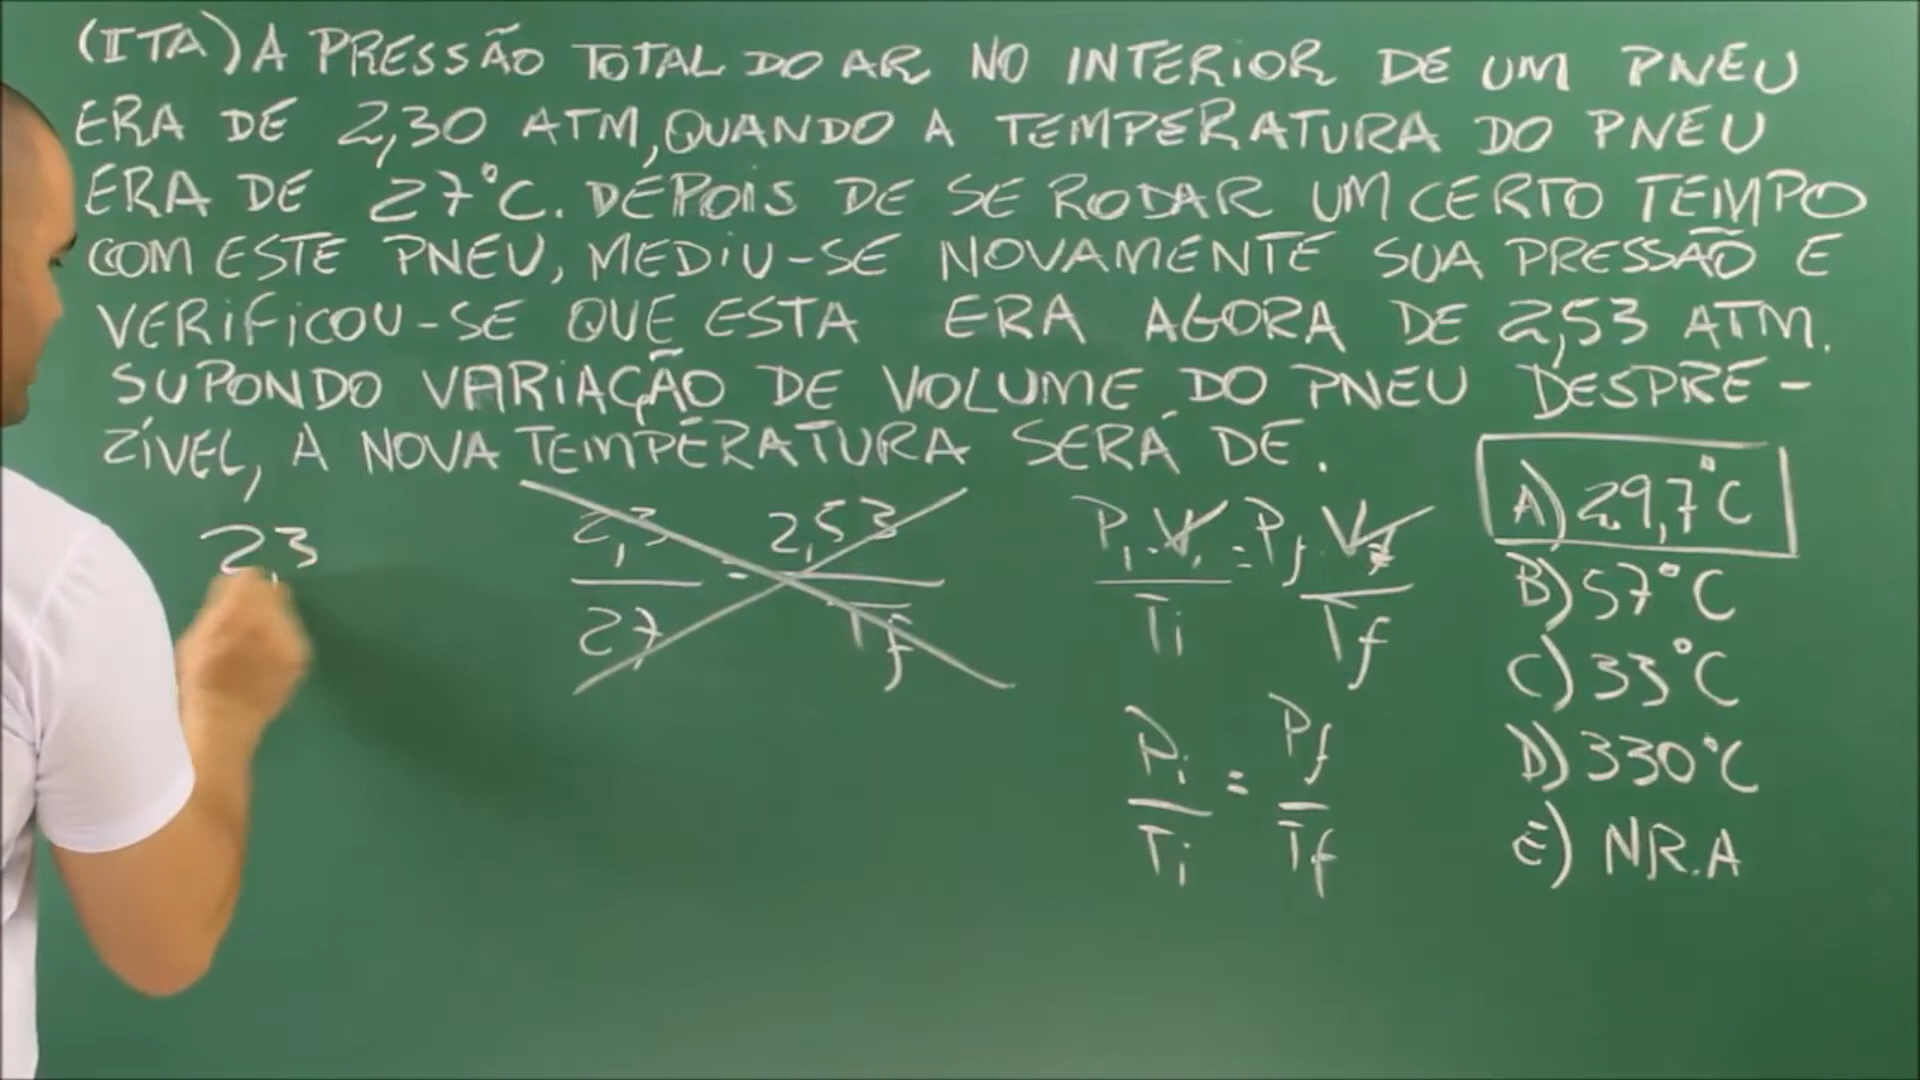 (ITA) A PRESSÃO TOTAL DO AR NO INTERIOR DE UM PNEU
ERA DE 2,30 ATM, QUANDO A TEMPERATURA DO PNEU
ERA DE 27°C. DEPOIS DE SE RODAR UM CERTO TEMPO
COM ESTE PNEU, MEDIU-SE NOVAMENTE SUA PRESSÃO E
VERIFICOU-SE QUE ESTA ERA AGORA DE 2,53 ATM.
SUPONDO VARIAÇÃO DE VOLUME DO PNEU DESPRE-
ZÍVEL, A NOVA TEMPERATURA SERÁ DE.
2,3
2,3 = 2,53
27 Tf
Pi.Vi = Pf.Vf
Ti Tf
Pi = Pf
Ti Tf
A) 29,7°C
B) 57°C
C) 33°C
D) 330°C
E) NR.A